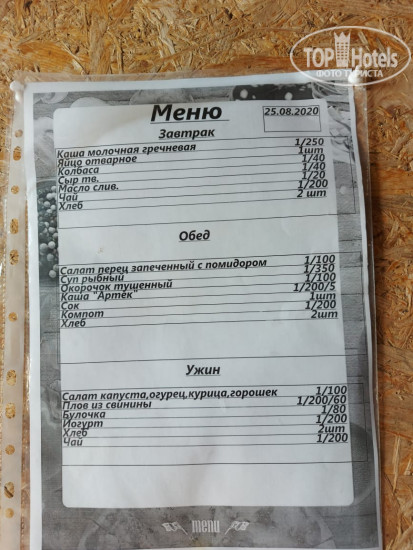 TOP Hotels
ФОТО ТУРИСТА
Меню
25.08.2020
Завтрак
Каша молочная гречневая 1/250
Яйцо отварное 1шт
Колбаса 1/40
Сыр тв. 1/40
Масло слив. 1/20
Чай 1/200
Хлеб 2 шт
Обед
Салат перец запеченный с помидором 1/100
Суп рыбный 1/350
Окорочок тушенный 1/100
Каша "Артек" 1/200/5
Сок 1шт
Компот
Хлеб 2шт
Ужин
Салат капуста,огурец,курица,горошек 1/100
Плов из свинины 1/200/60
Булочка 1/80
Йогурт 1/200
Хлеб 2шт
Чай 1/200
menu